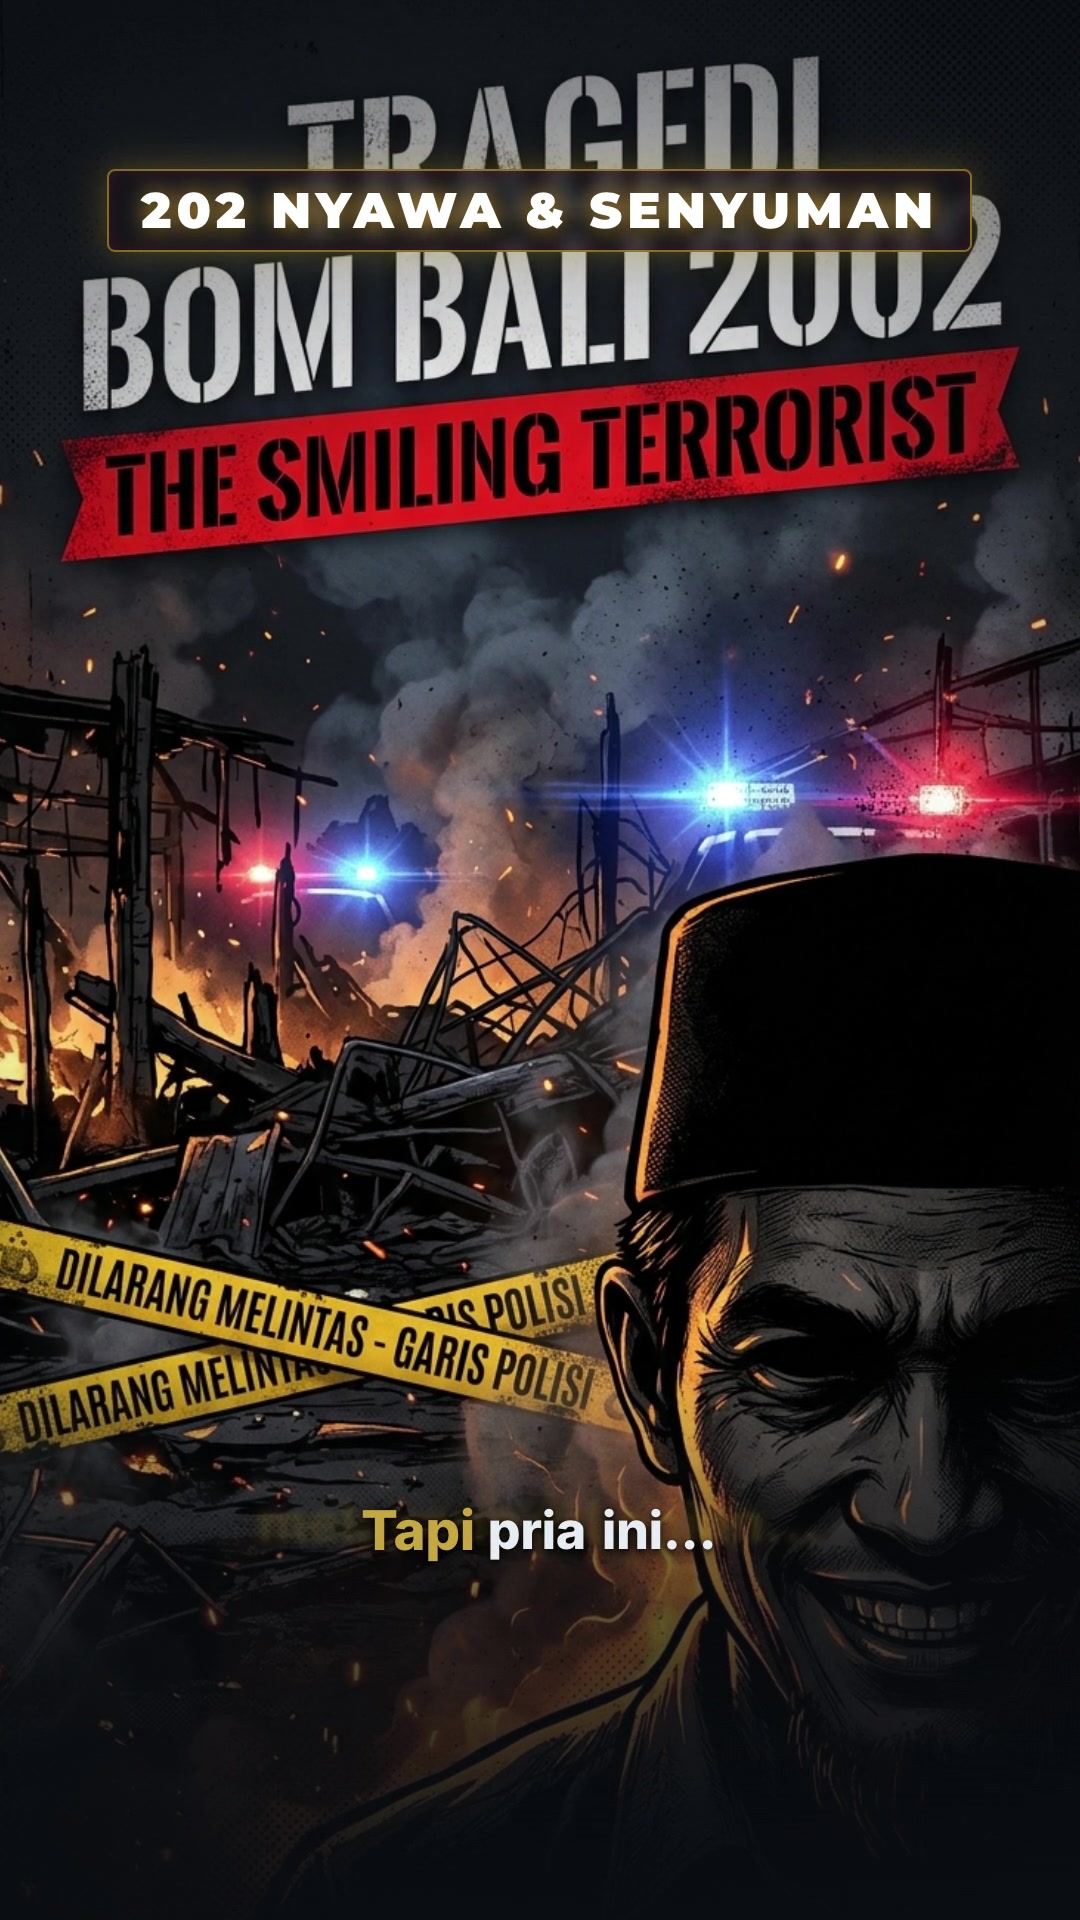 TRAGEDI
202 NYAWA & SENYUMAN
BOM BALI 2002
THE SMILING TERRORIST
DILARANG MELINTAS - GARIS POLISI
RIS POLISI
DILARANG MELINTAS
Tapi pria ini...